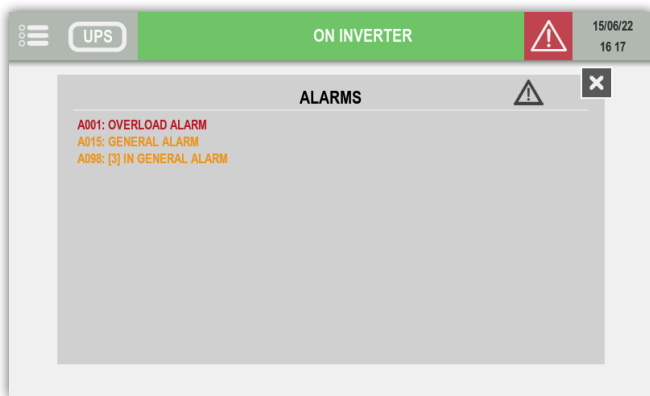 UPS
ON INVERTER
15/06/22
16 17
ALARMS
A001: OVERLOAD ALARM
A015: GENERAL ALARM
A098: [3] IN GENERAL ALARM